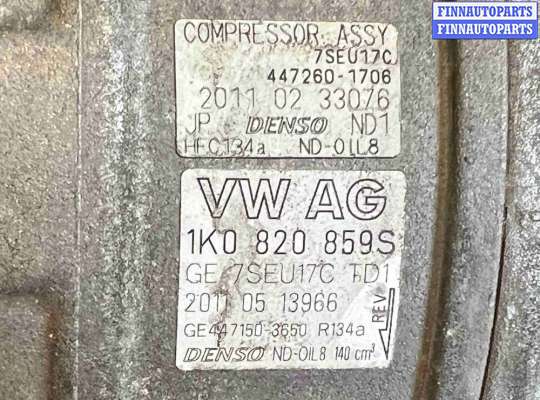 FINNAUTOPARTS
FINNAUTOPARTS
COMPRESSOR ASSY
7SEU17C
447260-1706
2011 02 33076
JP DENSO ND1
HFC134a ND-OIL8
VW AG
1K0 820 859S
GE 7SEU17C TD1
2011 05 13966
REV
GE447150-3650 R134a
DENSO ND-OIL8 140 cm³